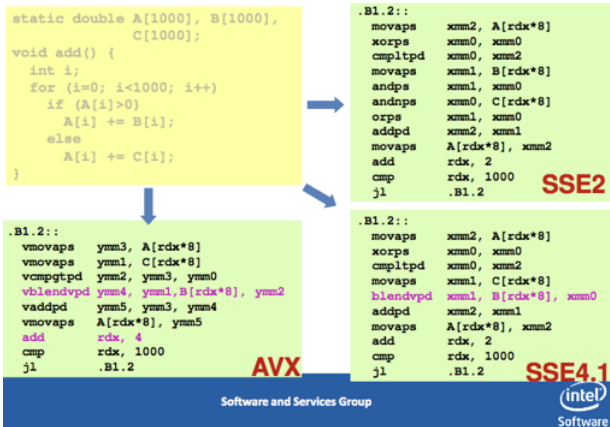 static double A[1000], B[1000],
C[1000];
void add() {
int i;
for (i=0; i<1000; i++)
if (A[i]>0)
A[i] += B[i];
else
A[i] += C[i];
}
.B1.2::
movaps xmm2, A[rdx*8]
xorps xmm0, xmm0
cmpltpd xmm0, xmm2
movaps xmm1, B[rdx*8]
andps xmm1, xmm0
andnps xmm0, C[rdx*8]
orps xmm1, xmm0
addpd xmm2, xmm1
movaps A[rdx*8], xmm2
add rdx, 2
cmp rdx, 1000
jl .B1.2
SSE2
.B1.2::
vmovaps ymm3, A[rdx*8]
vmovaps ymm1, C[rdx*8]
vcmpgtpd ymm2, ymm3, ymm0
vblendvpd ymm4, ymm1,B[rdx*8], ymm2
vaddpd ymm5, ymm3, ymm4
vmovaps A[rdx*8], ymm5
add rdx, 4
cmp rdx, 1000
jl .B1.2
AVX
.B1.2::
movaps xmm2, A[rdx*8]
xorps xmm0, xmm0
cmpltpd xmm0, xmm2
movaps xmm1, C[rdx*8]
blendvpd xmm1, B[rdx*8], xmm0
addpd xmm2, xmm1
movaps A[rdx*8], xmm2
add rdx, 2
cmp rdx, 1000
jl .B1.2
SSE4.1
Software and Services Group
intel
Software